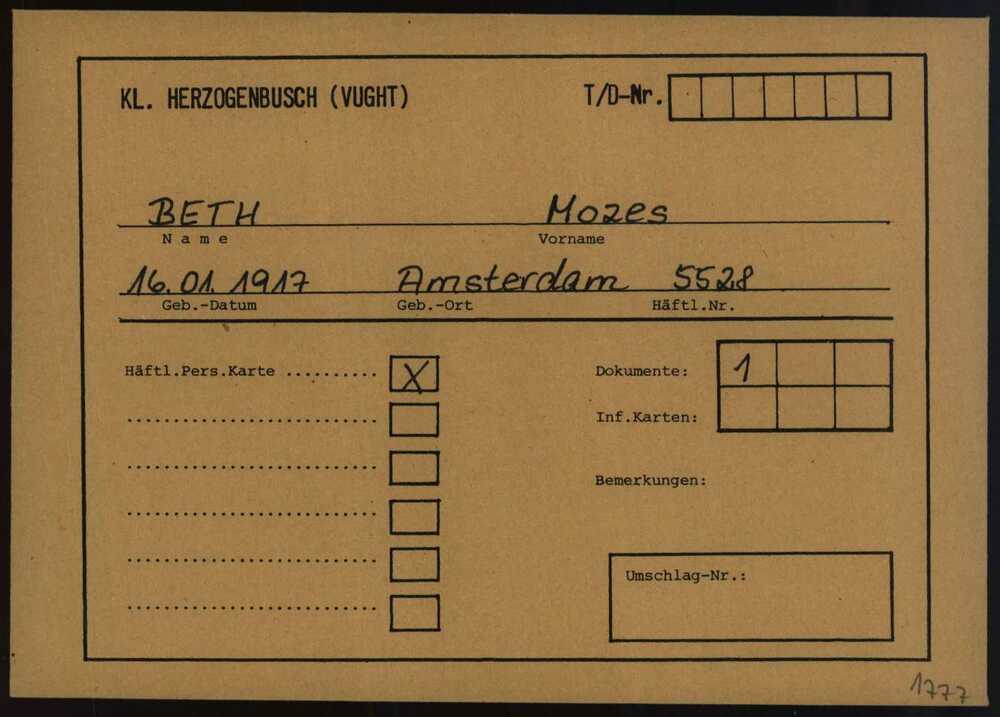 KL. HERZOGENBUSCH (VUGHT) T/D-Nr.
BETH Mozes
Name Vorname
16.01.1917 Amsterdam 5528
Geb.-Datum Geb.-Ort Häftl.Nr.
Häftl.Pers.Karte .......... X Dokumente: 1
Inf.Karten:
Bemerkungen:
Umschlag-Nr.:
1777